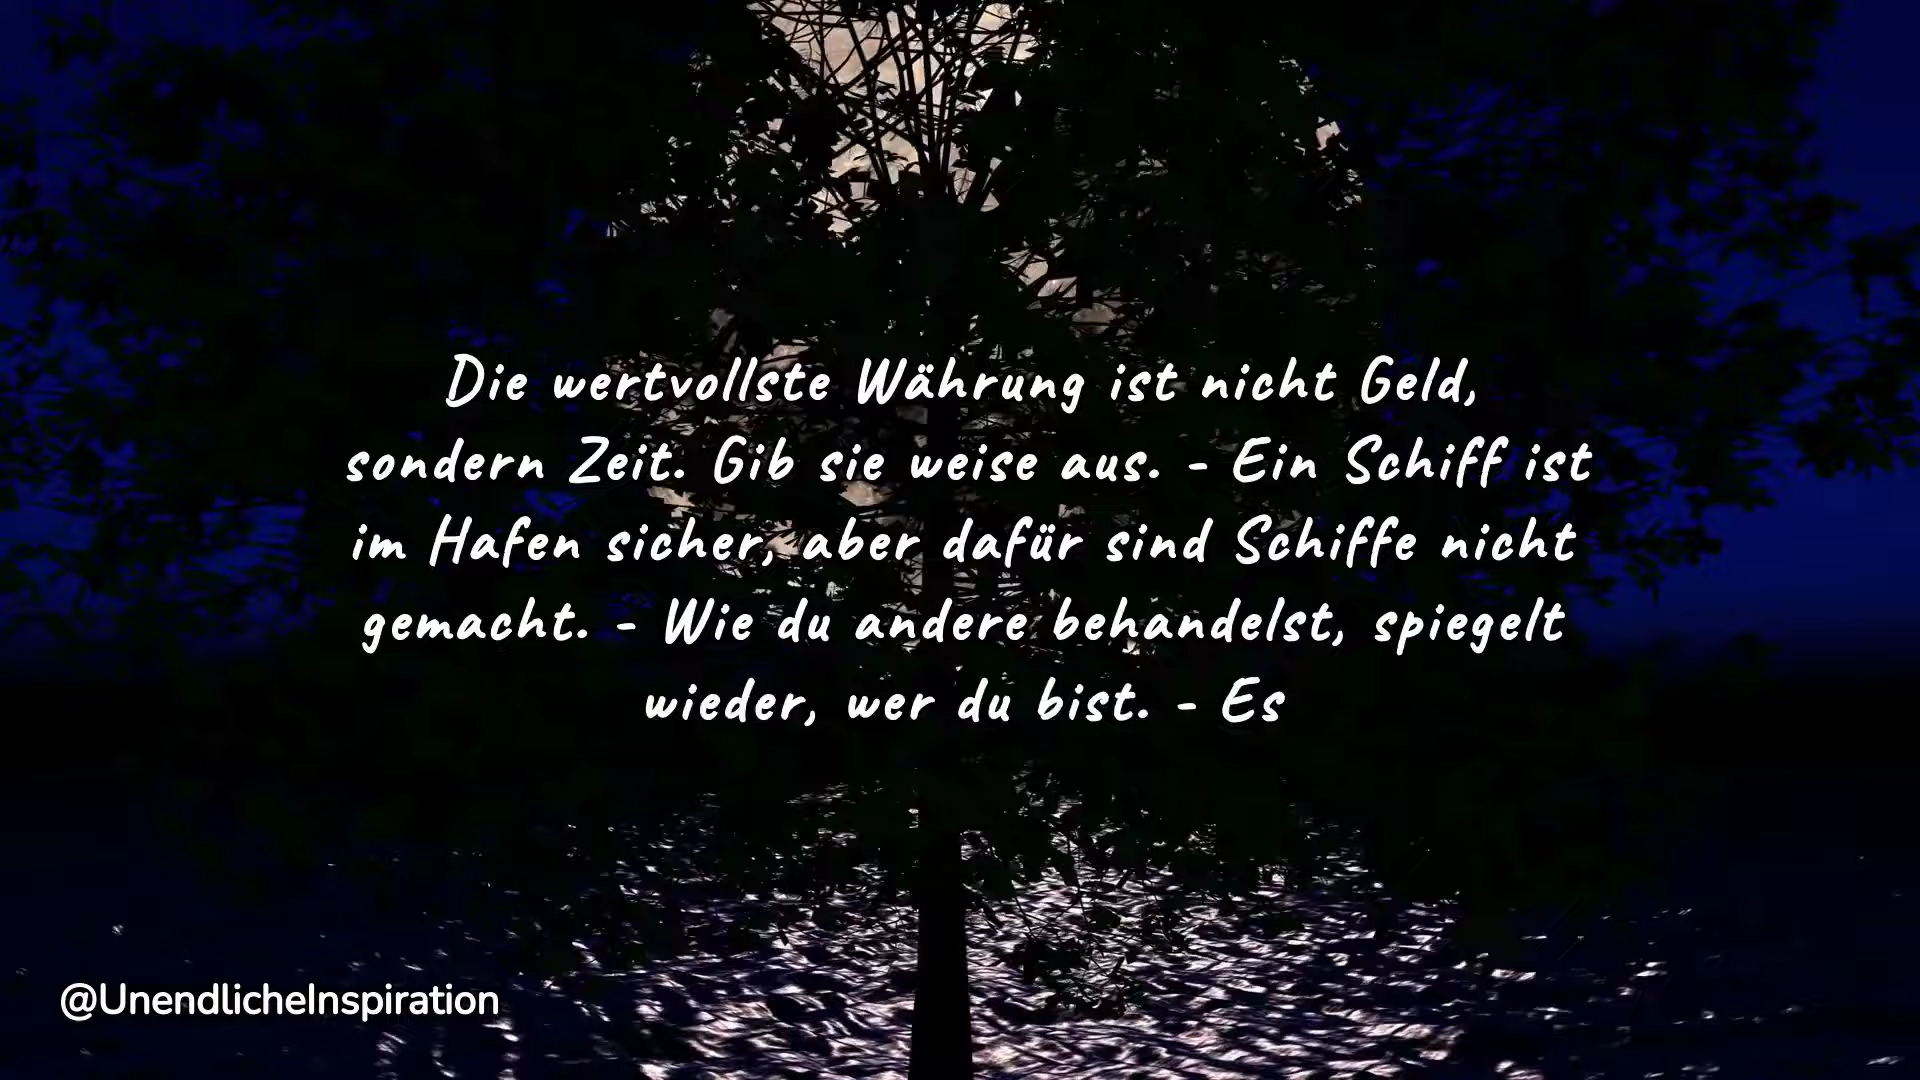 Die wertvollste Währung ist nicht Geld,
sondern Zeit. Gib sie weise aus. - Ein Schiff ist
im Hafen sicher, aber dafür sind Schiffe nicht
gemacht. - Wie du andere behandelst, spiegelt
wieder, wer du bist. - Es
@UnendlicheInspiration